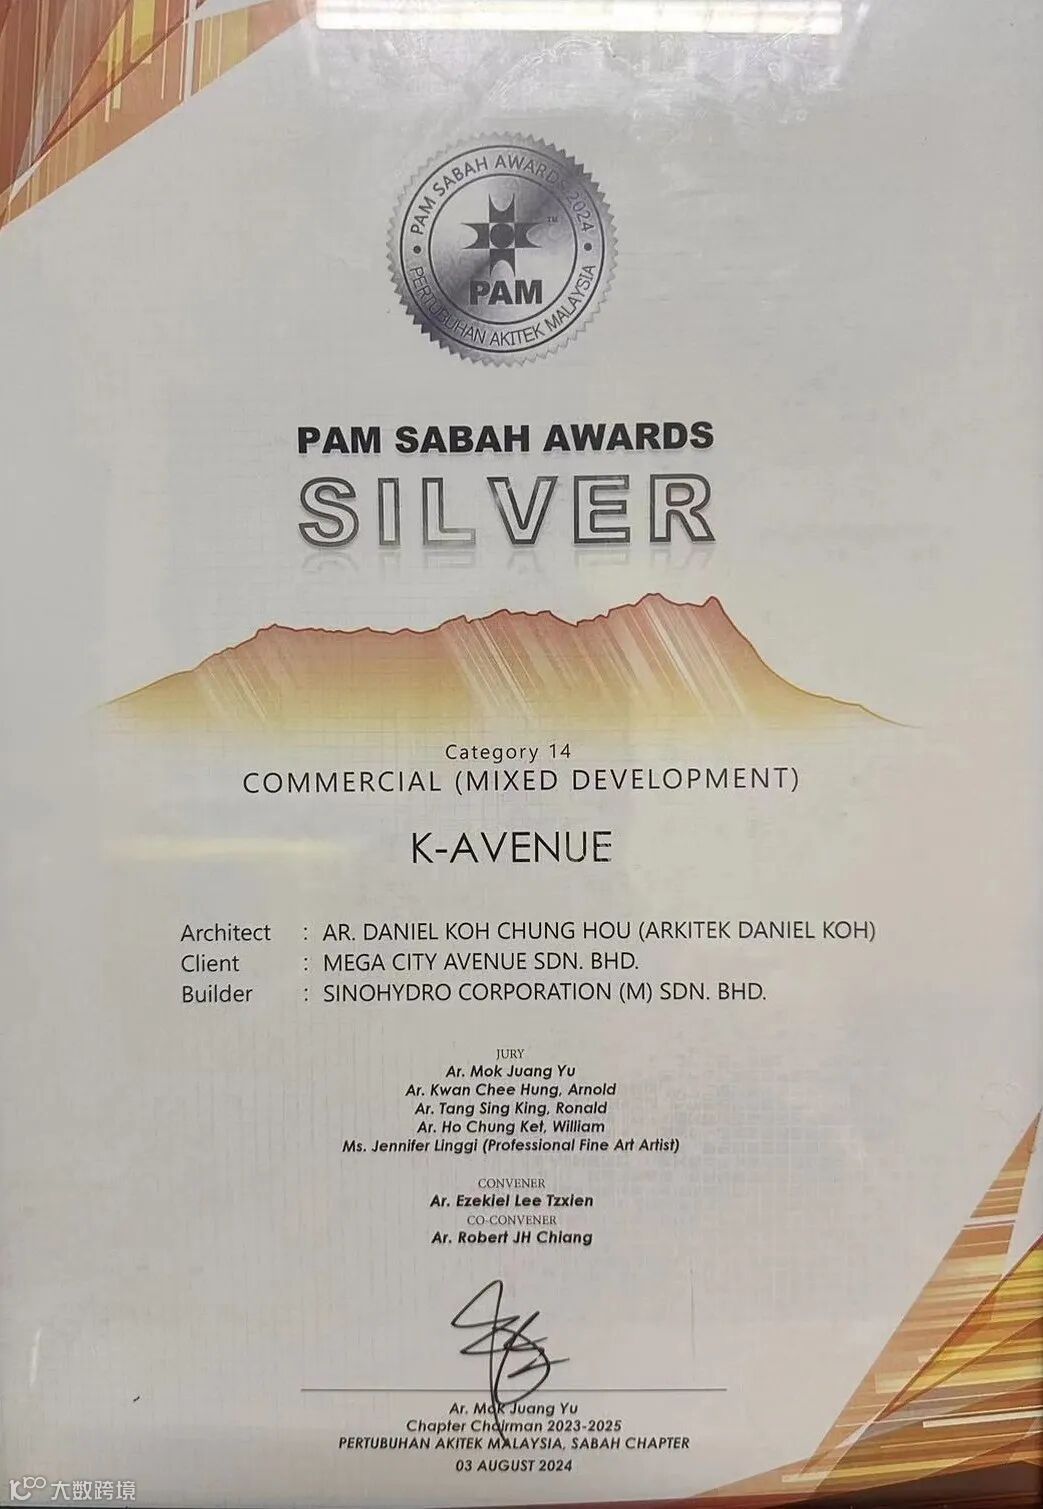 PAM SABAH AWARDS 2024
PAM
TM
PERTUBUHAN AKITEK MALAYSIA
PAM SABAH AWARDS
SILVER
Category 14
COMMERCIAL (MIXED DEVELOPMENT)
K-AVENUE
Architect : AR. DANIEL KOH CHUNG HOU (ARKITEK DANIEL KOH)
Client : MEGA CITY AVENUE SDN. BHD.
Builder : SINOHYDRO CORPORATION (M) SDN. BHD.
JURY
Ar. Mok Juang Yu
Ar. Kwan Chee Hung, Arnold
Ar. Tang Sing King, Ronald
Ar. Ho Chung Ket, William
Ms. Jennifer Linggi (Professional Fine Art Artist)
CONVENER
Ar. Ezekiel Lee Tzxien
CO-CONVENER
Ar. Robert JH Chiang
Ar. Mok Juang Yu
Chapter Chairman 2023-2025
PERTUBUHAN AKITEK MALAYSIA, SABAH CHAPTER
03 AUGUST 2024
大数跨境